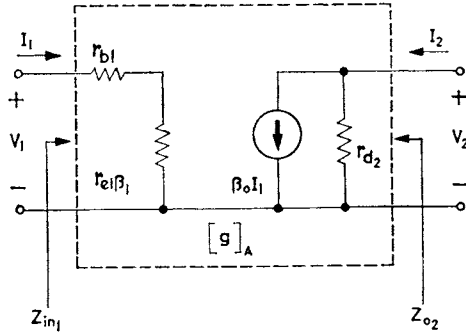 I₁
I₂
r_b1
+
+
V₁
V₂
r_e1β₁
β₀I₁
r_d₂
−
−
[g]_A
Z_in₁
Z_o₂